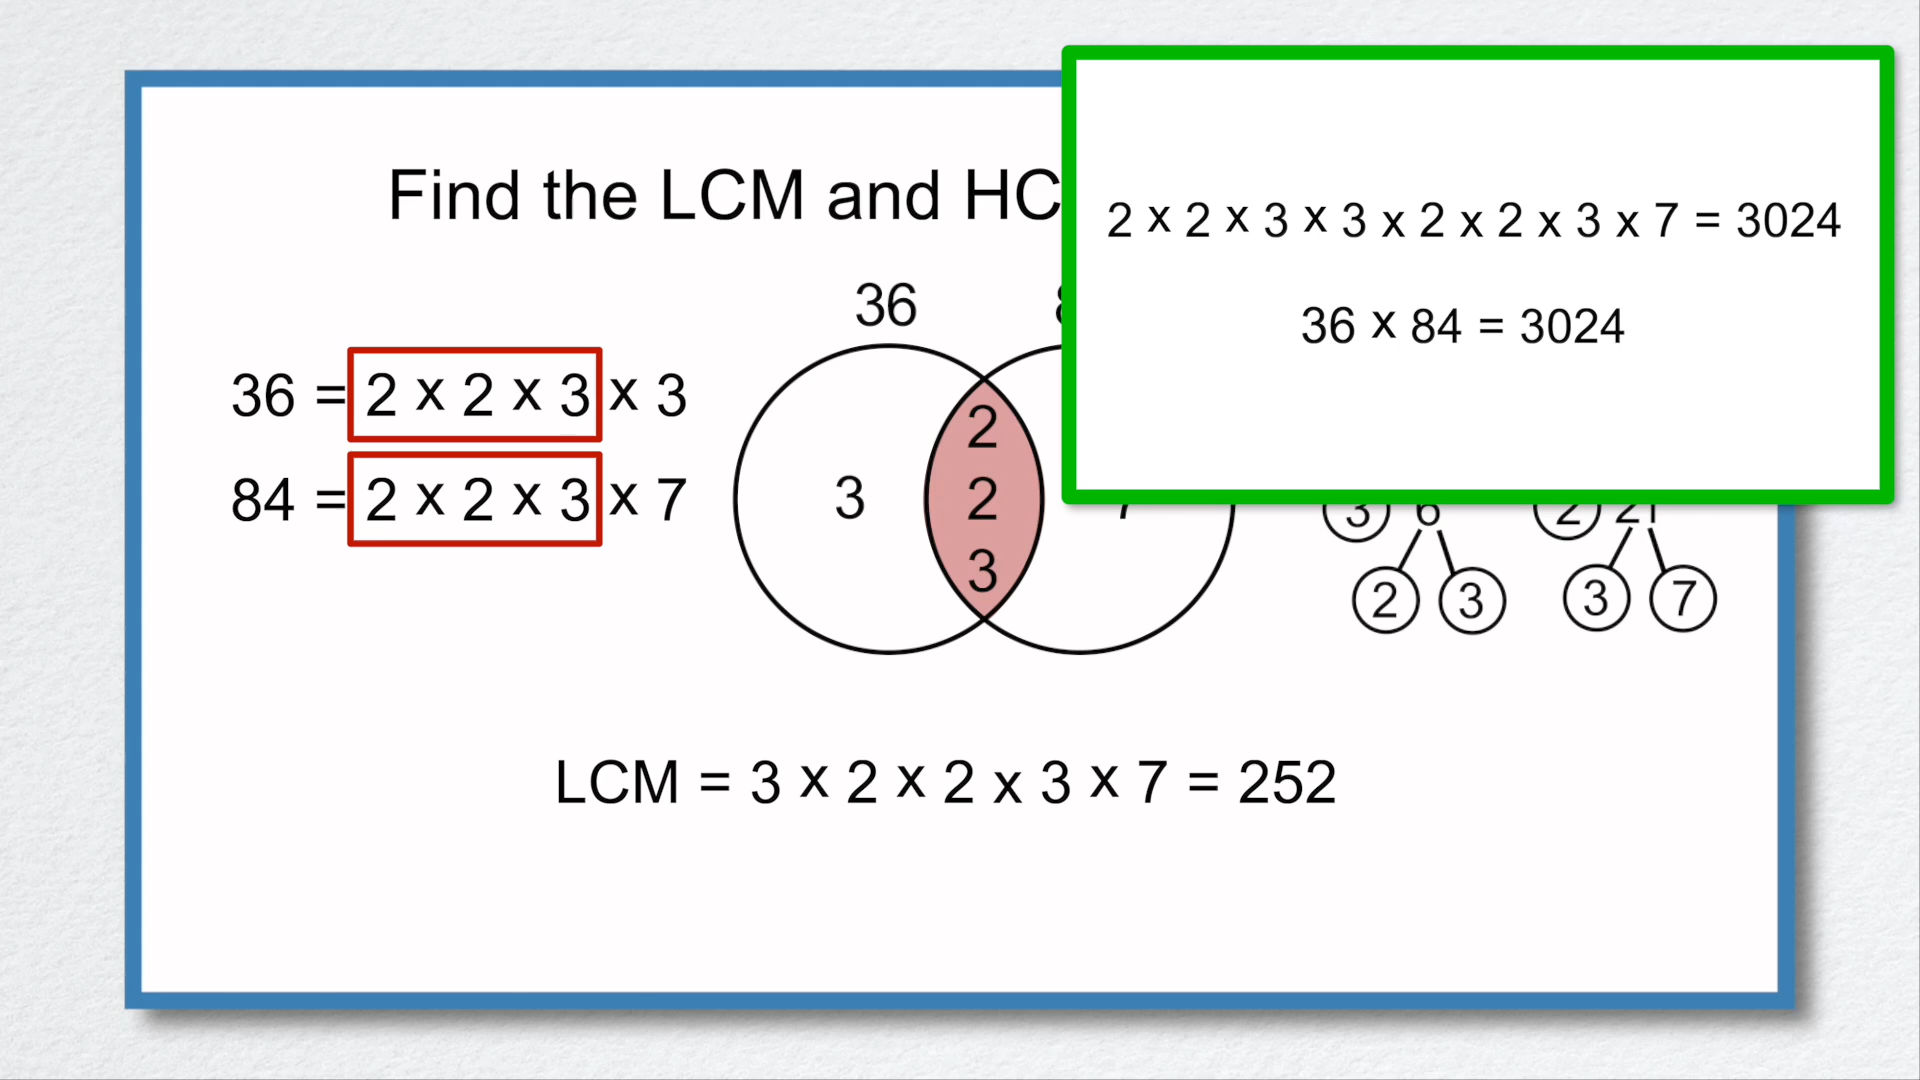 Find the LCM and HC
2 x 2 x 3 x 3 x 2 x 2 x 3 x 7 = 3024
36 x 84 = 3024
36
36 = 2 x 2 x 3 x 3
84 = 2 x 2 x 3 x 7
3
2
2
3
3 6
2 3
2 21
3 7
LCM = 3 x 2 x 2 x 3 x 7 = 252